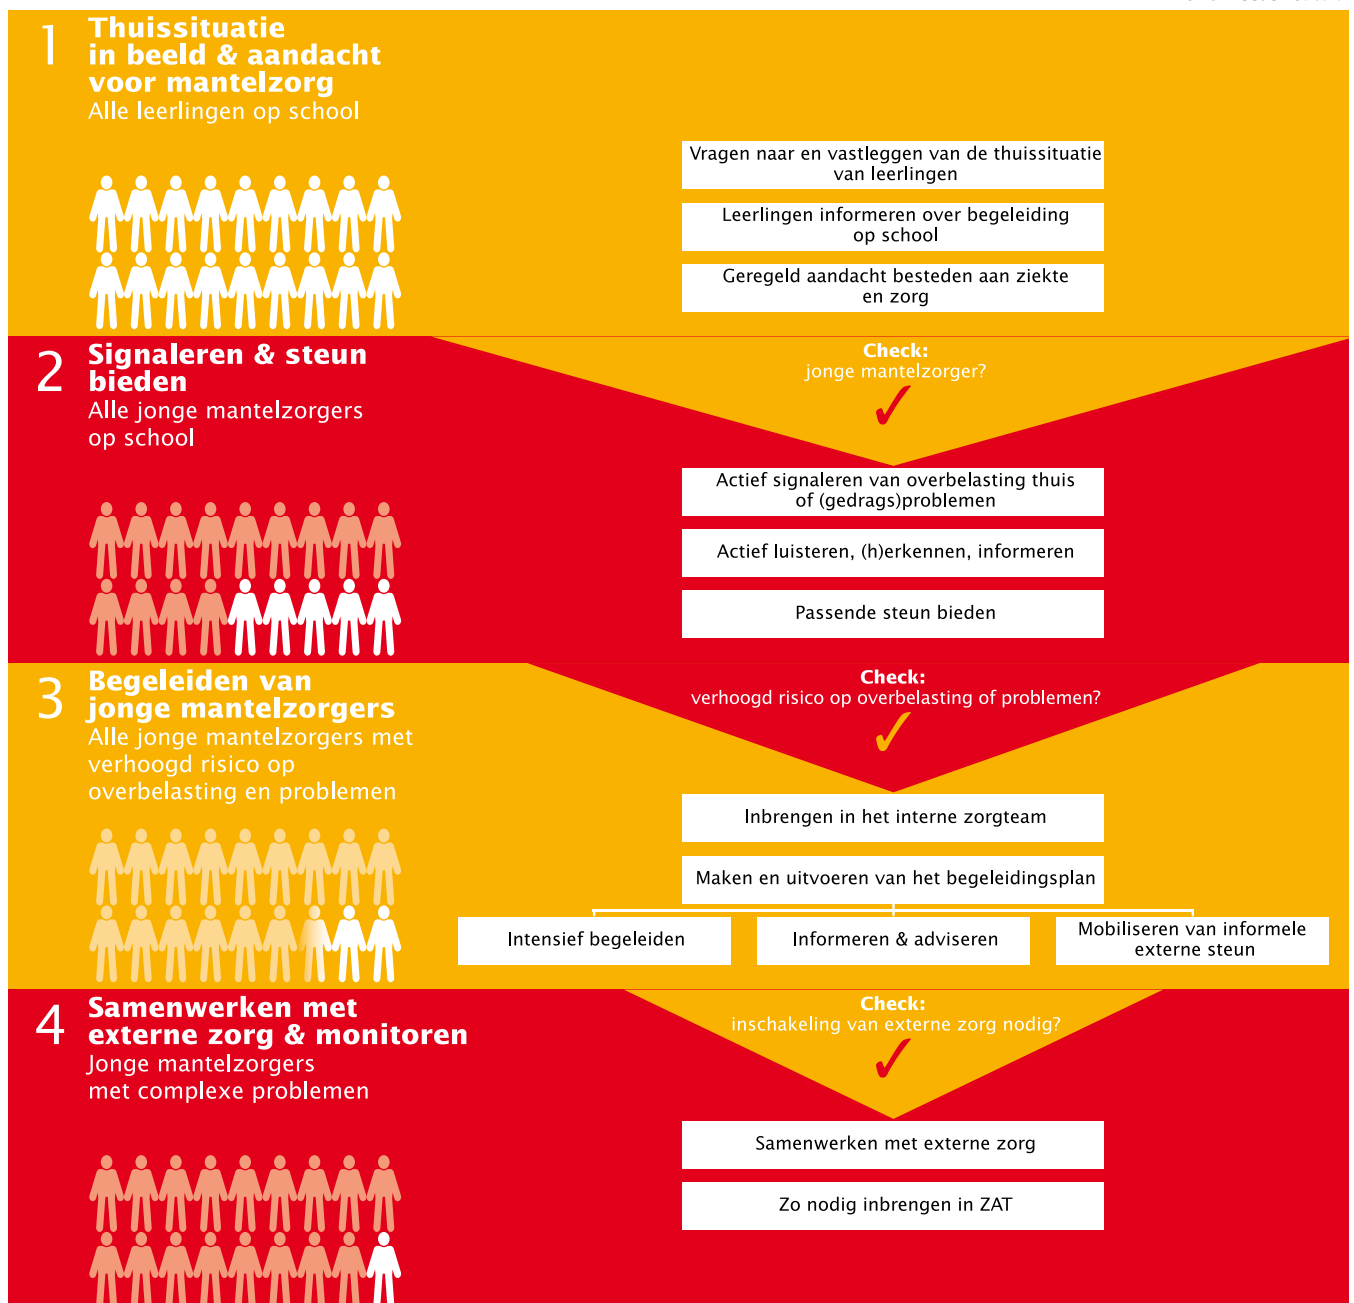 1
Thuissituatie
in beeld & aandacht
voor mantelzorg
Alle leerlingen op school
Vragen naar en vastleggen van de thuissituatie
van leerlingen
Leerlingen informeren over begeleiding
op school
Geregeld aandacht besteden aan ziekte
en zorg
2
Signaleren & steun
bieden
Alle jonge mantelzorgers
op school
Check:
jonge mantelzorger?
Actief signaleren van overbelasting thuis
of (gedrags)problemen
Actief luisteren, (h)erkennen, informeren
Passende steun bieden
3
Begeleiden van
jonge mantelzorgers
Alle jonge mantelzorgers met
verhoogd risico op
overbelasting en problemen
Check:
verhoogd risico op overbelasting of problemen?
Inbrengen in het interne zorgteam
Maken en uitvoeren van het begeleidingsplan
Intensief begeleiden
Informeren & adviseren
Mobiliseren van informele
externe steun
4
Samenwerken met
externe zorg & monitoren
Jonge mantelzorgers
met complexe problemen
Check:
inschakeling van externe zorg nodig?
Samenwerken met externe zorg
Zo nodig inbrengen in ZAT